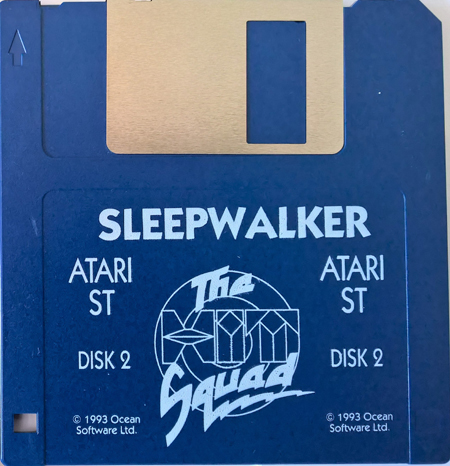 SLEEPWALKER
ATARI
ST
ATARI
ST
The
Kitt
Squad
DISK 2
DISK 2
© 1993 Ocean
Software Ltd.
© 1993 Ocean
Software Ltd.